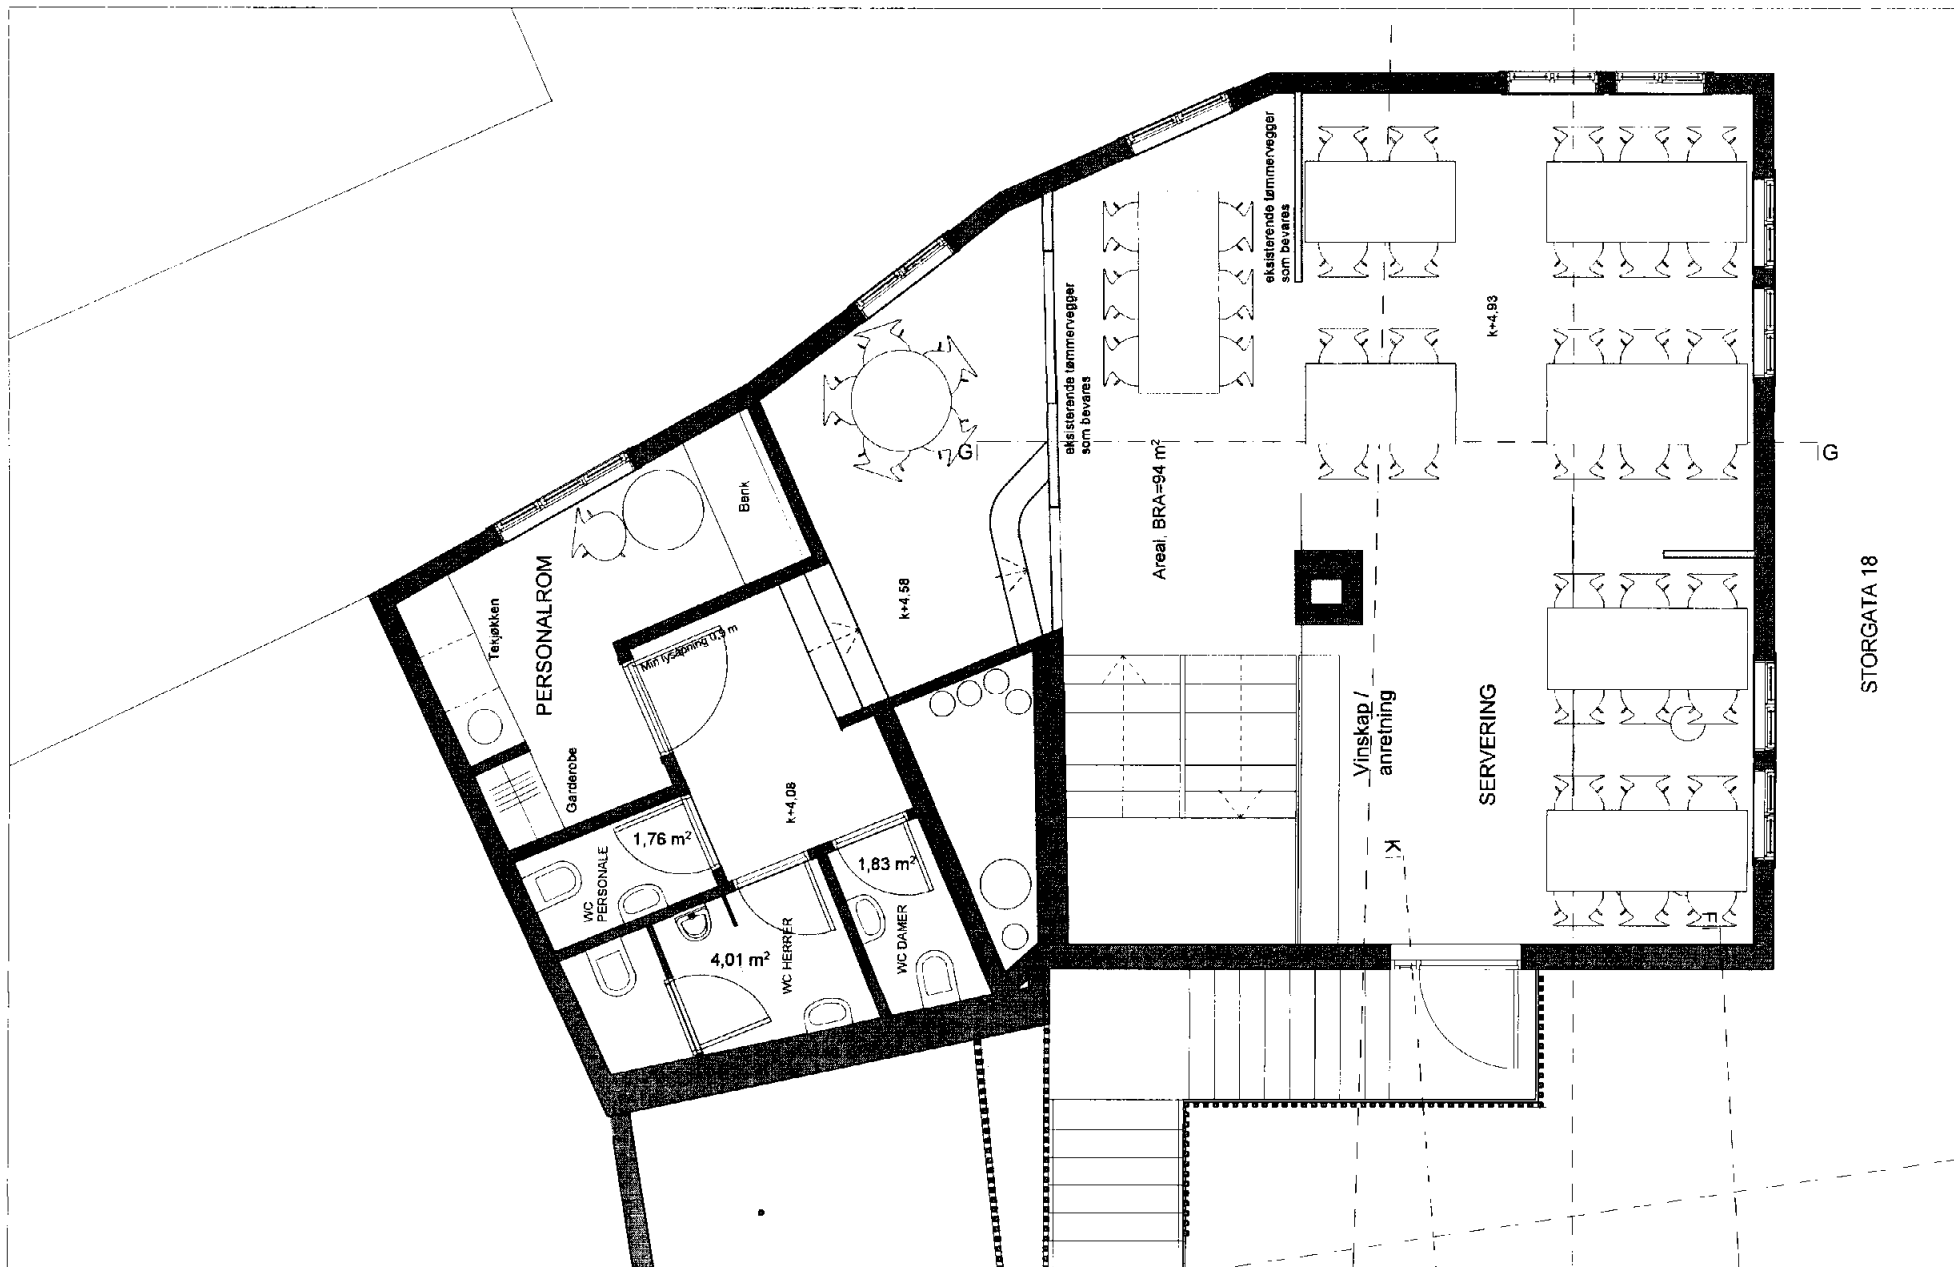 eksisterende tømmervegger
som bevares
eksisterende tømmervegger
som bevares
k+4,93
G
G
Areal, BRA=94 m²
Benk
PERSONALROM
Tekjøkken
Min lysåpning 0,9 m
k+4,58
STORGATA 18
Vinskap /
anretning
SERVERING
Garderobe
k+4,08
1,76 m²
WC
PERSONALE
1,83 m²
K
WC DAMER
4,01 m²
WC HERRER